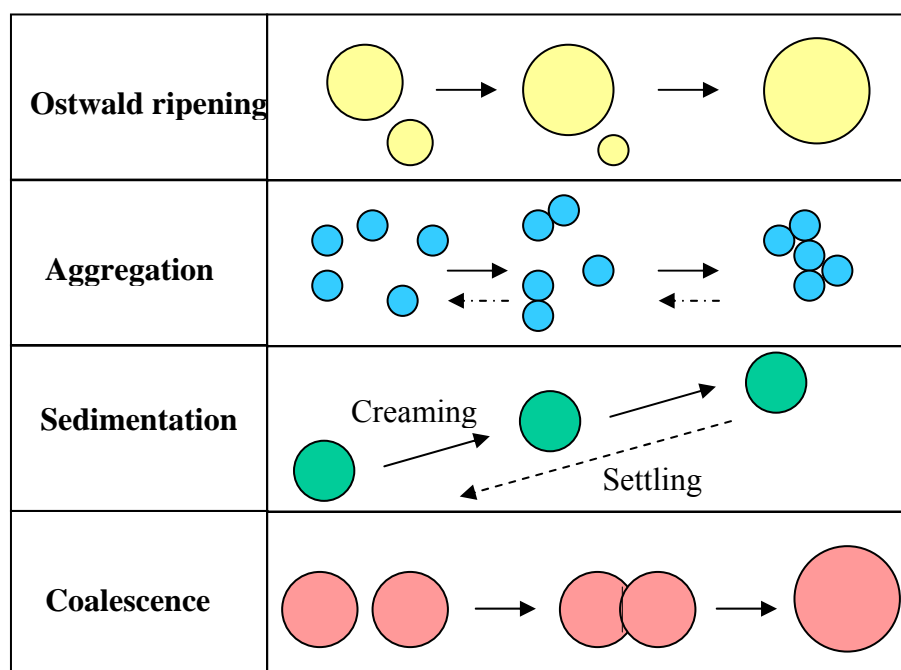 Ostwald ripening
Aggregation
Sedimentation
Creaming
Settling
Coalescence